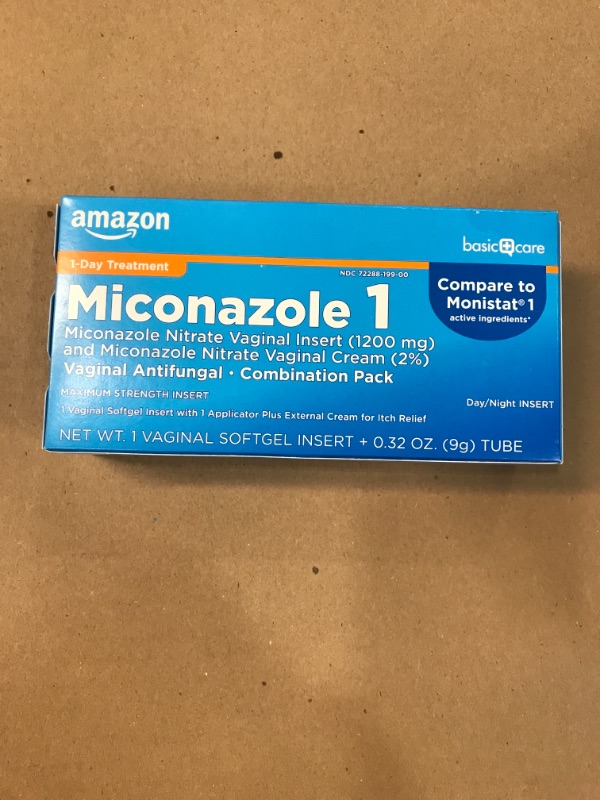 amazon
basic care
1-Day Treatment
NDC 72288-199-00
Miconazole 1
Compare to
Monistat® 1
active ingredients*
Miconazole Nitrate Vaginal Insert (1200 mg)
and Miconazole Nitrate Vaginal Cream (2%)
Vaginal Antifungal • Combination Pack
MAXIMUM STRENGTH INSERT
Day/Night INSERT
1 Vaginal Softgel Insert with 1 Applicator Plus External Cream for Itch Relief
NET WT. 1 VAGINAL SOFTGEL INSERT + 0.32 OZ. (9g) TUBE